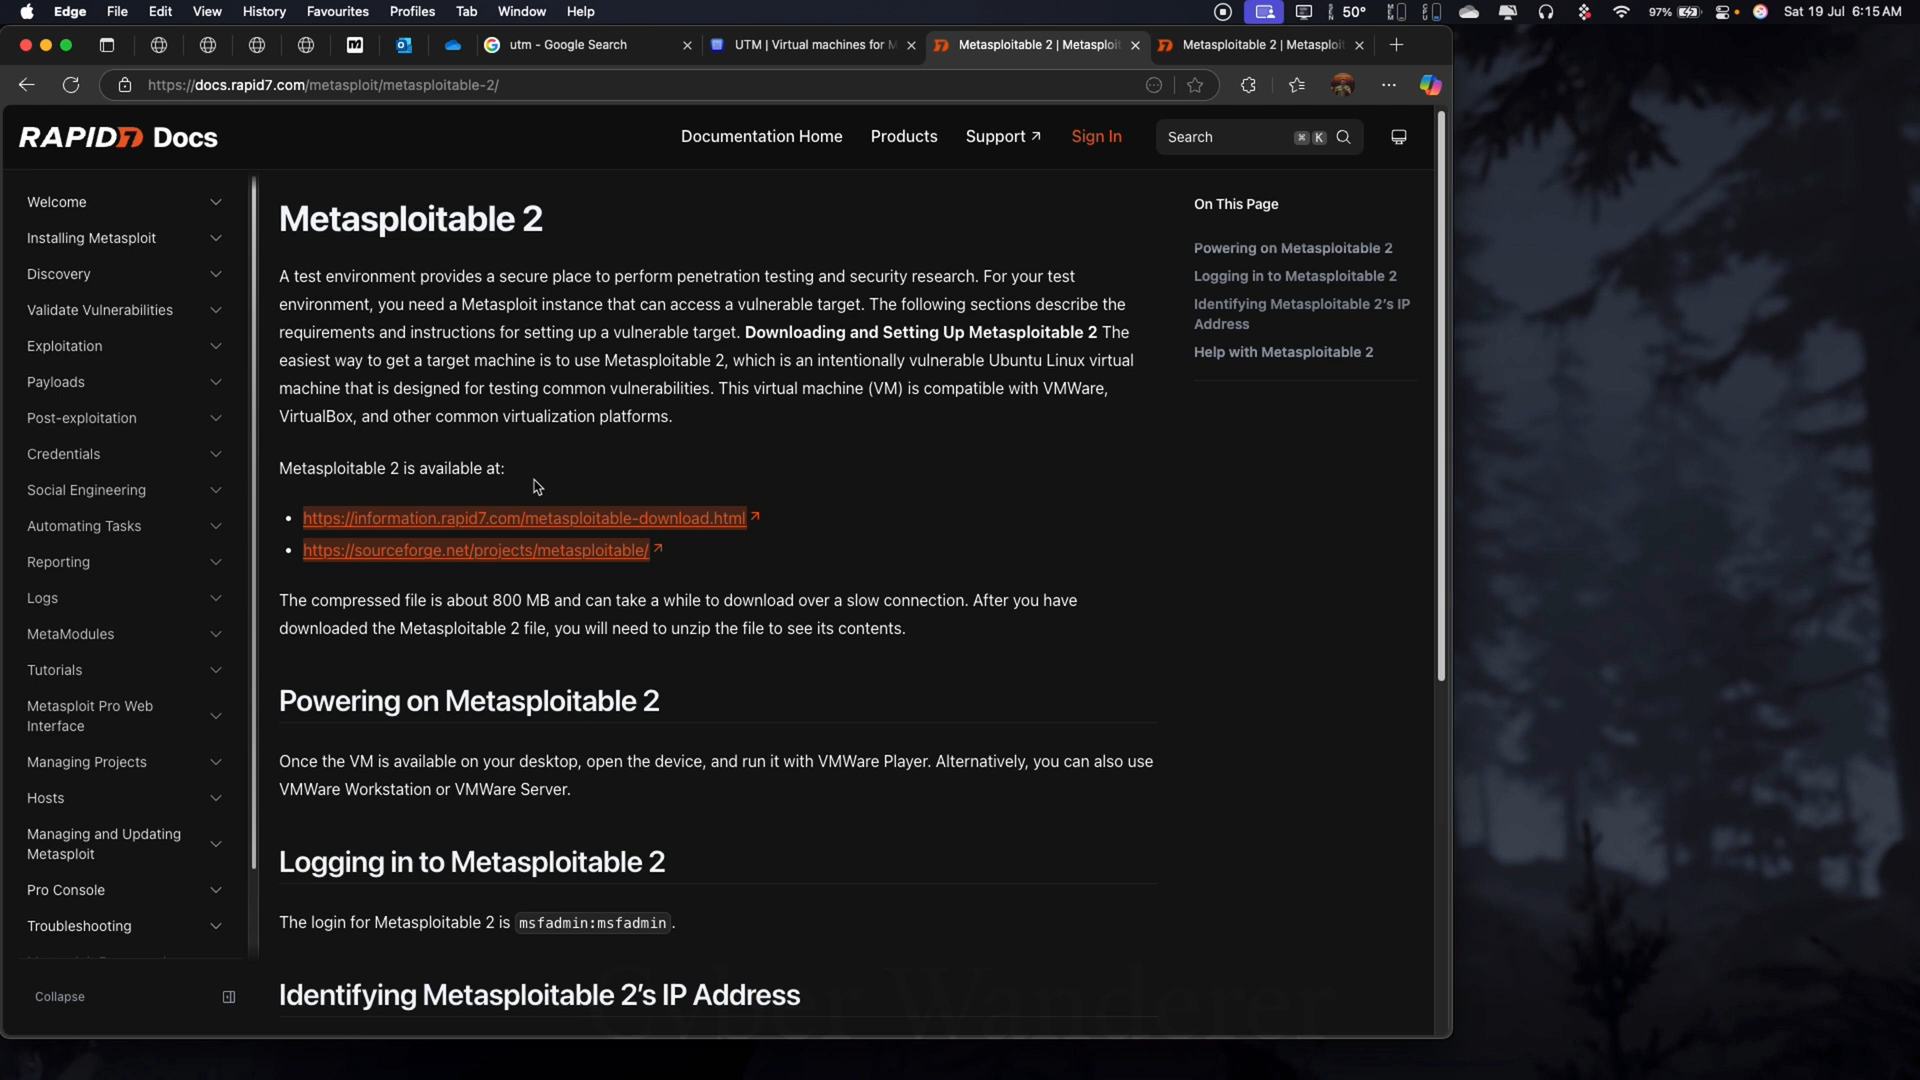 Edge File Edit View History Favourites Profiles Tab Window Help 50° 97% Sat 19 Jul 6:15 AM
utm - Google Search UTM | Virtual machines for M Metasploitable 2 | Metasploit Metasploitable 2 | Metasploit
https://docs.rapid7.com/metasploit/metasploitable-2/
RAPID7 Docs Documentation Home Products Support Sign In Search ⌘ K
Welcome
Installing Metasploit
Discovery
Validate Vulnerabilities
Exploitation
Payloads
Post-exploitation
Credentials
Social Engineering
Automating Tasks
Reporting
Logs
MetaModules
Tutorials
Metasploit Pro Web
Interface
Managing Projects
Hosts
Managing and Updating
Metasploit
Pro Console
Troubleshooting
Collapse
Metasploitable 2
A test environment provides a secure place to perform penetration testing and security research. For your test
environment, you need a Metasploit instance that can access a vulnerable target. The following sections describe the
requirements and instructions for setting up a vulnerable target. Downloading and Setting Up Metasploitable 2 The
easiest way to get a target machine is to use Metasploitable 2, which is an intentionally vulnerable Ubuntu Linux virtual
machine that is designed for testing common vulnerabilities. This virtual machine (VM) is compatible with VMWare,
VirtualBox, and other common virtualization platforms.
Metasploitable 2 is available at:
https://information.rapid7.com/metasploitable-download.html
https://sourceforge.net/projects/metasploitable/
The compressed file is about 800 MB and can take a while to download over a slow connection. After you have
downloaded the Metasploitable 2 file, you will need to unzip the file to see its contents.
Powering on Metasploitable 2
Once the VM is available on your desktop, open the device, and run it with VMWare Player. Alternatively, you can also use
VMWare Workstation or VMWare Server.
Logging in to Metasploitable 2
The login for Metasploitable 2 is msfadmin:msfadmin.
Identifying Metasploitable 2's IP Address
Cyber Wanderer
On This Page
Powering on Metasploitable 2
Logging in to Metasploitable 2
Identifying Metasploitable 2's IP
Address
Help with Metasploitable 2